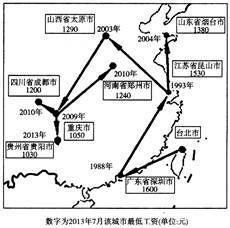 山西省太原市
1290
2003年
山东省烟台市
1380
2004年
四川省成都市
1200
2010年
河南省郑州市
1240
江苏省昆山市
1530
1993年
2010年
2009年
重庆市
1050
2013年
贵州省贵阳市
1030
台北市
1988年
广东省深圳市
1600
数字为2013年7月该城市最低工资(单位:元)